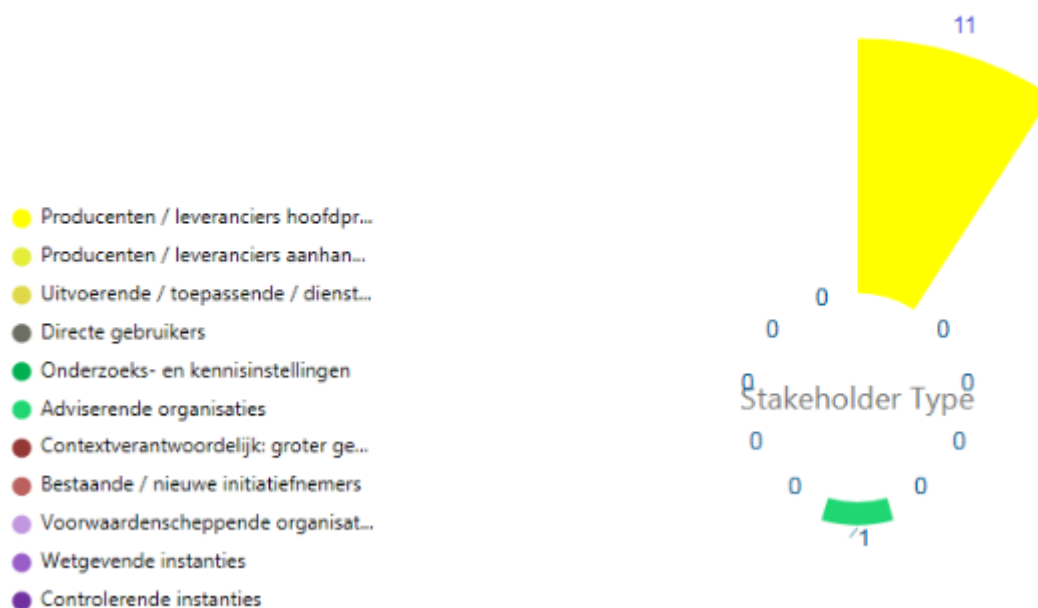 11
Producenten / leveranciers hoofdpr...
Producenten / leveranciers aanhan...
Uitvoerende / toepassende / dienst...
Directe gebruikers
Onderzoeks- en kennisinstellingen
Adviserende organisaties
Contextverantwoordelijk: groter ge...
Bestaande / nieuwe initiatiefnemers
Voorwaardenscheppende organisat...
Wetgevende instanties
Controlerende instanties
0
0 0
0 0
Stakeholder Type
0 0
0 0
1